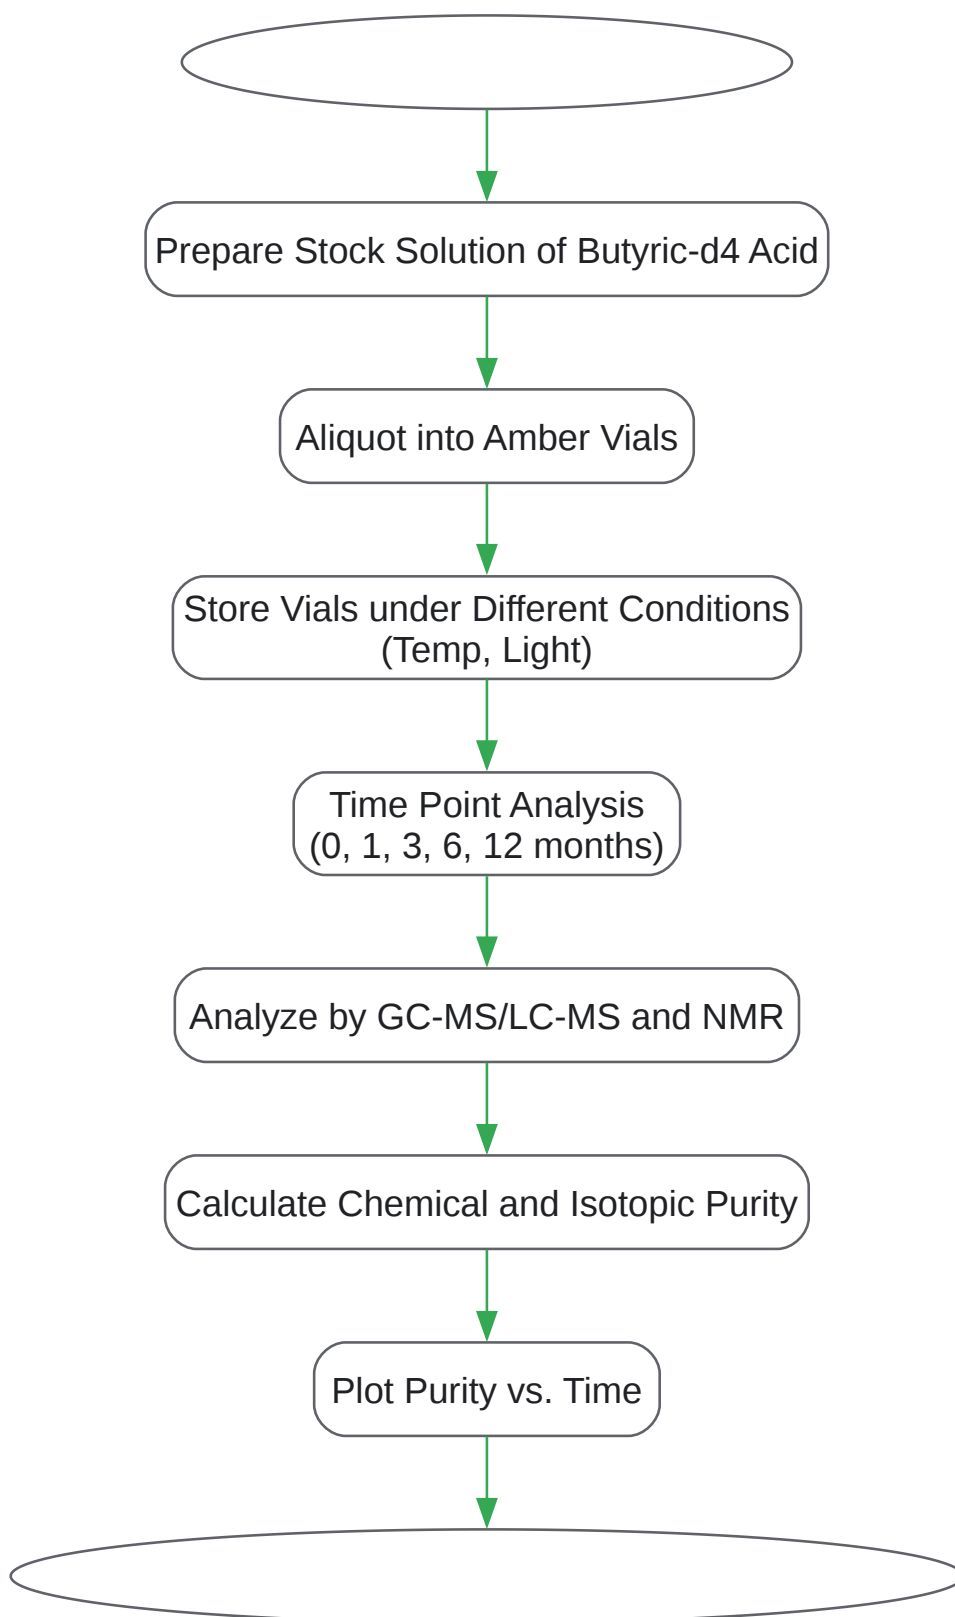 Prepare Stock Solution of Butyric-d4 Acid
Aliquot into Amber Vials
Store Vials under Different Conditions
(Temp, Light)
Time Point Analysis
(0, 1, 3, 6, 12 months)
Analyze by GC-MS/LC-MS and NMR
Calculate Chemical and Isotopic Purity
Plot Purity vs. Time